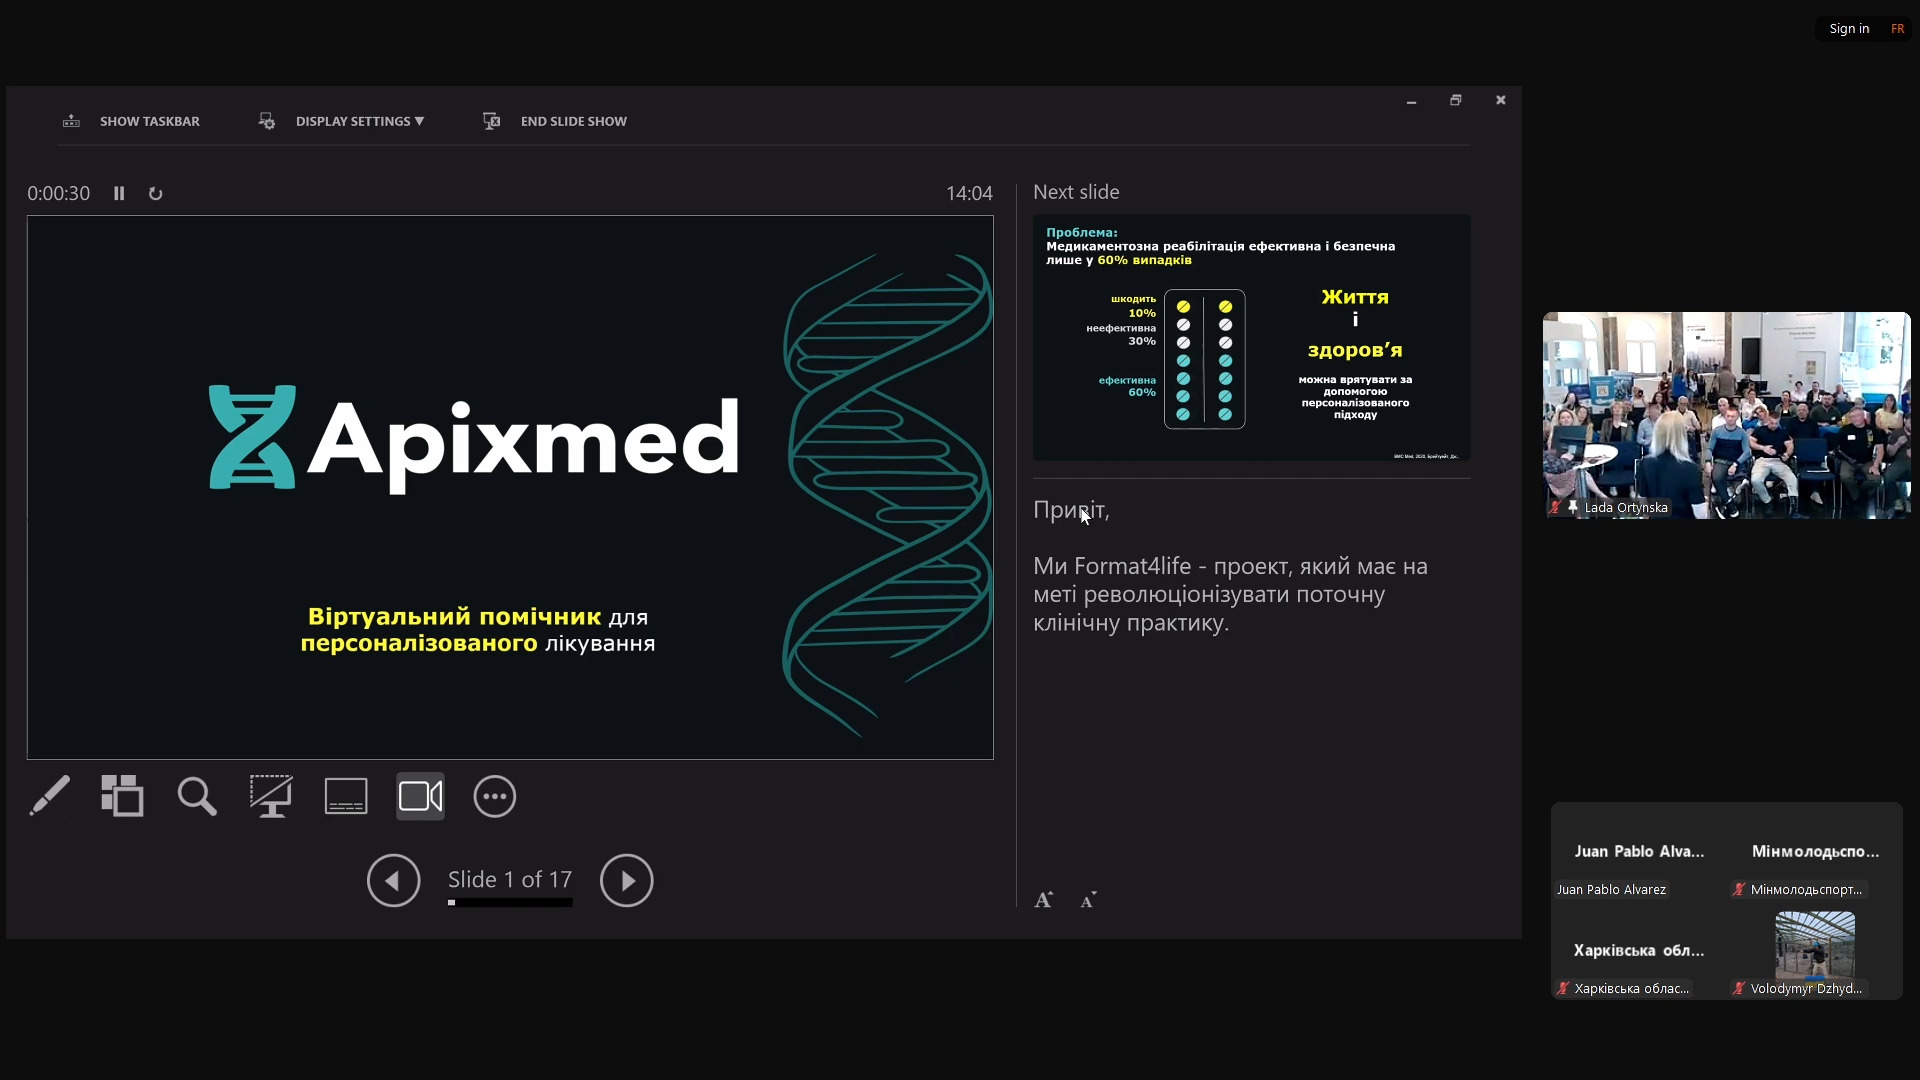 Sign in
FR
SHOW TASKBAR
DISPLAY SETTINGS ▼
END SLIDE SHOW
0:00:30
14:04
Apixmed
Віртуальний помічник для
персоналізованого лікування
Slide 1 of 17
Next slide
Проблема:
Медикаментозна реабілітація ефективна і безпечна
лише у 60% випадків
шкодить
10%
неефективна
30%
ефективна
60%
Життя
і
здоров’я
можна врятувати за
допомогою
персоналізованого
підходу
BMC Med. 2020,
Привіт,
Ми Format4life - проект, який має на
меті революціонізувати поточну
клінічну практику.
A
A
Lada Ortynska
Juan Pablo Alva...
Juan Pablo Alvarez
Мінмолодьспо...
Мінмолодьспорт...
Харківська обл...
Харківська облас...
Volodymyr Dzhyd...